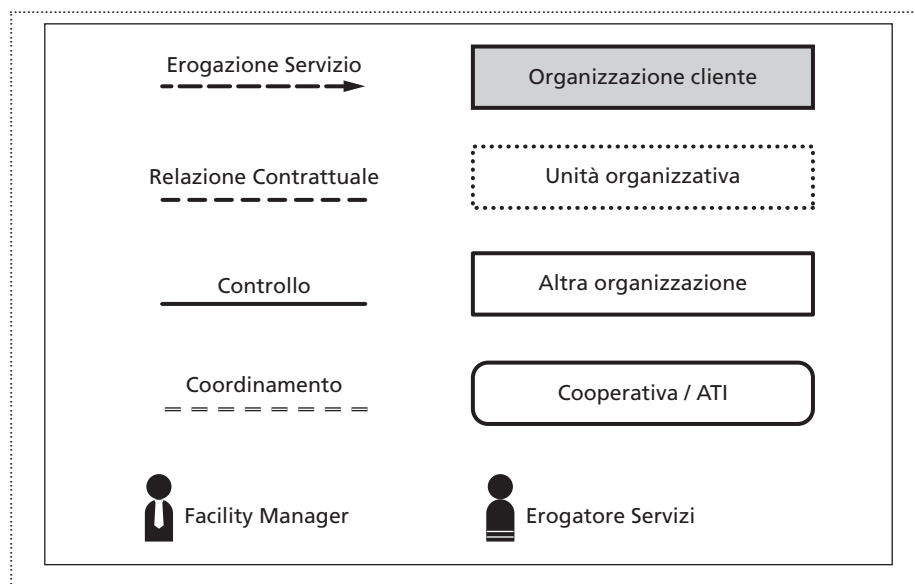 Erogazione Servizio
Organizzazione cliente
Relazione Contrattuale
Unità organizzativa
Controllo
Altra organizzazione
Coordinamento
Cooperativa / ATI
Facility Manager
Erogatore Servizi